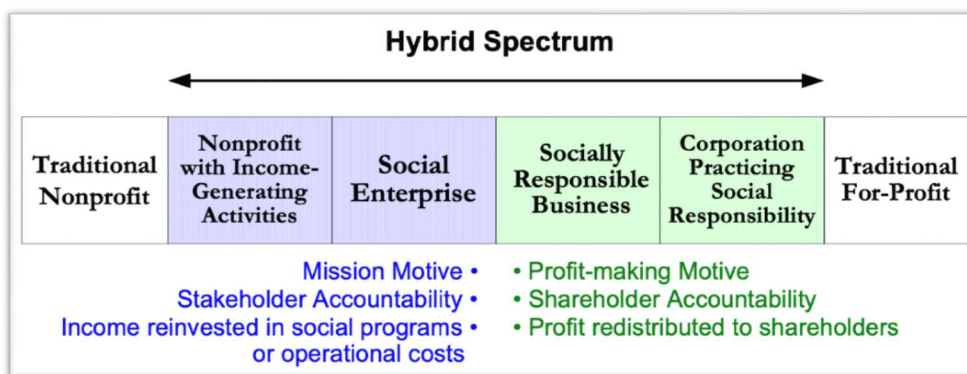 Hybrid Spectrum
Traditional
Nonprofit
Nonprofit
with Income-
Generating
Activities
Social
Enterprise
Socially
Responsible
Business
Corporation
Practicing
Social
Responsibility
Traditional
For-Profit
Mission Motive •
Stakeholder Accountability •
Income reinvested in social programs •
or operational costs
• Profit-making Motive
• Shareholder Accountability
• Profit redistributed to shareholders